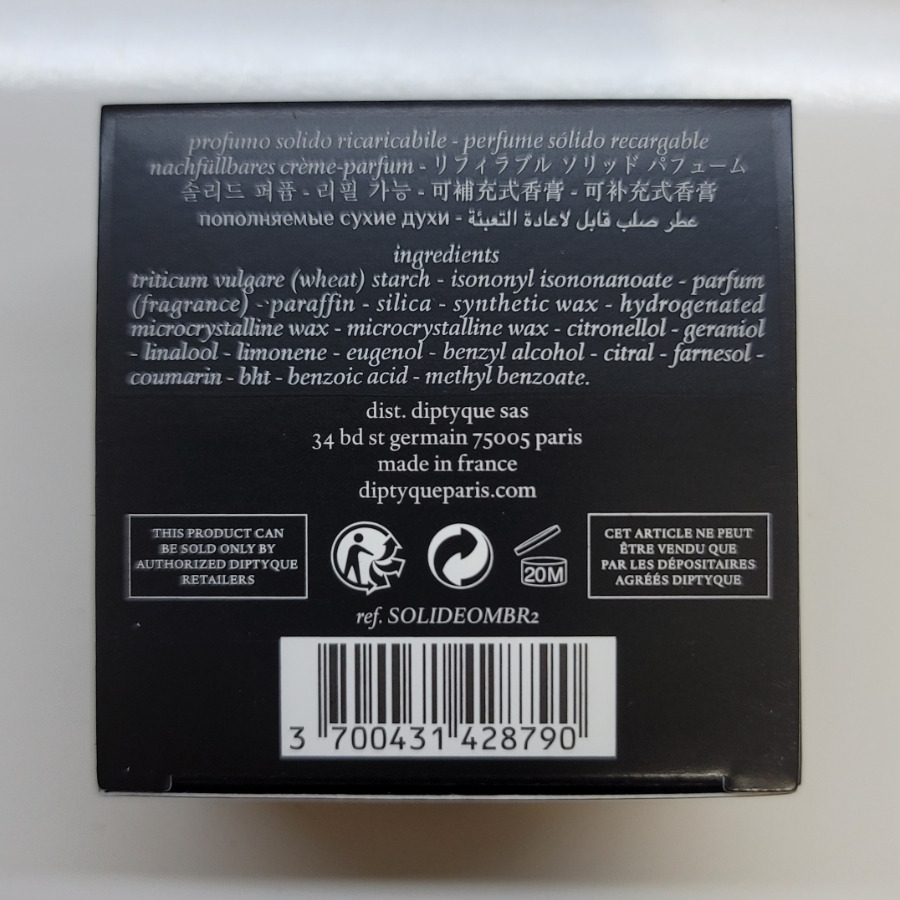 profumo solido ricaricabile - perfume sólido recargable
nachfüllbares crème-parfum - リフィラブル ソリッド パフューム
솔리드 퍼퓸 - 리필 가능 - 可補充式香膏 - 可补充式香膏
пополняемые сухие духи - عطر صلب قابل لاعادة التعبئة
ingredients
triticum vulgare (wheat) starch - isononyl isononanoate - parfum
(fragrance) - paraffin - silica - synthetic wax - hydrogenated
microcrystalline wax - microcrystalline wax - citronellol - geraniol
- linalool - limonene - eugenol - benzyl alcohol - citral - farnesol -
coumarin - bht - benzoic acid - methyl benzoate.
dist. diptyque sas
34 bd st germain 75005 paris
made in france
diptyqueparis.com
THIS PRODUCT CAN
BE SOLD ONLY BY
AUTHORIZED DIPTYQUE
RETAILERS
20M
CET ARTICLE NE PEUT
ÊTRE VENDU QUE
PAR LES DÉPOSITAIRES
AGRÉÉS DIPTYQUE
ref. SOLIDEOMBR2
3 700431 428790